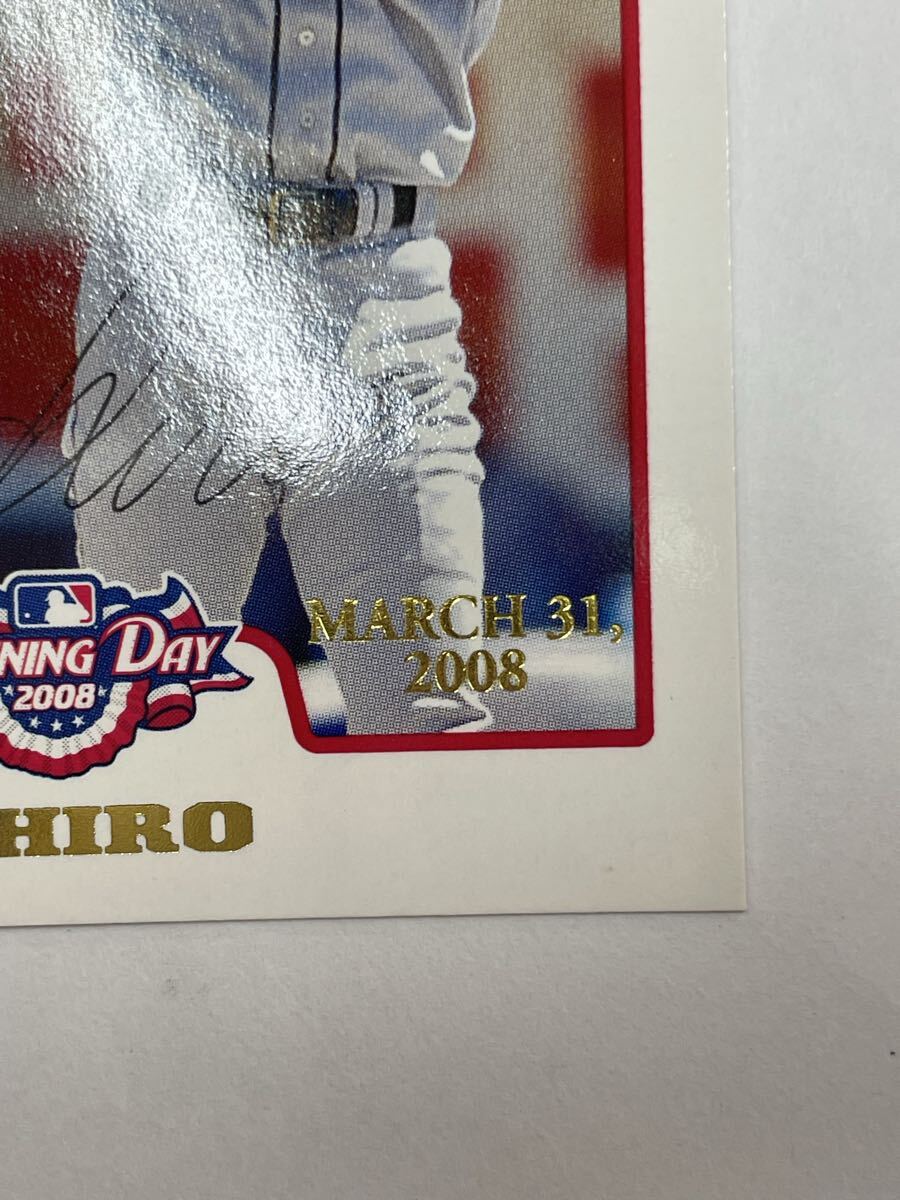 MARCH 31,
2008
NING DAY
2008
HIRO